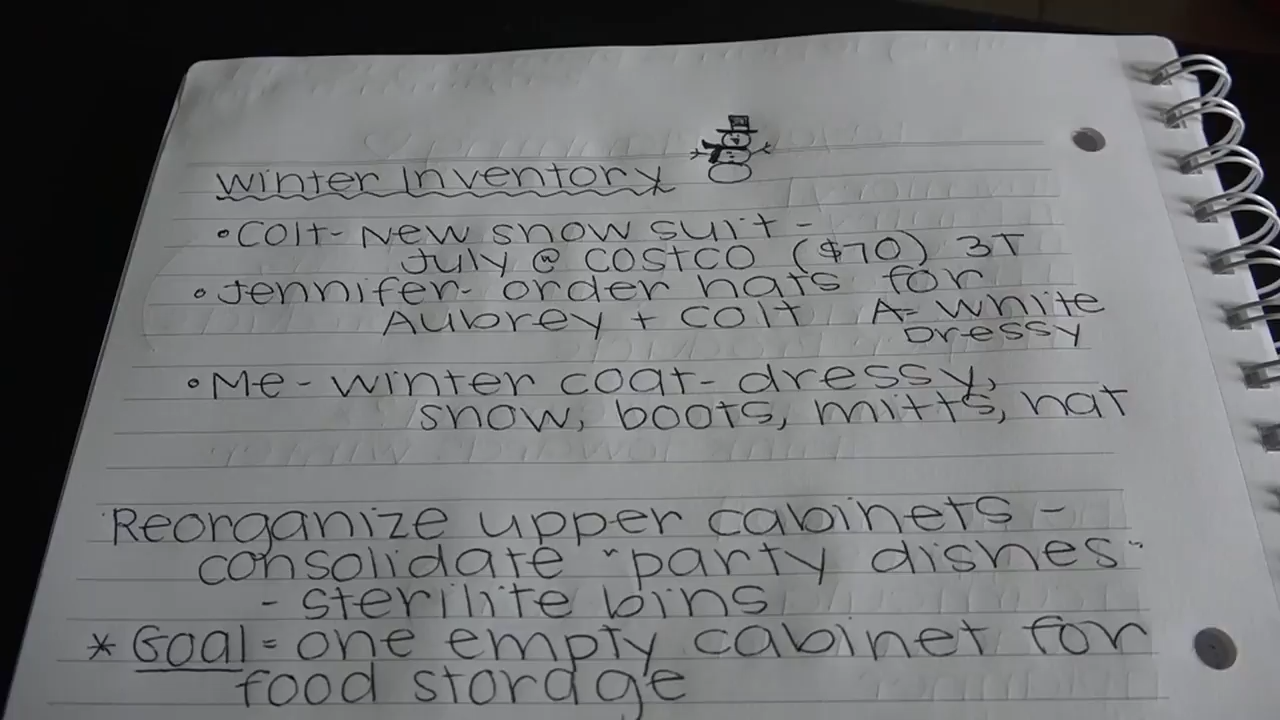 Winter Inventory
• Colt- New snow suit -
July @ Costco ($70) 3T
• Jennifer- order hats for
Aubrey + Colt A= white
Dressy
• Me - winter coat - dressy,
snow, boots, mitts, hat
Reorganize upper cabinets -
consolidate "party dishes"
- sterilite bins
* Goal = one empty cabinet for
food storage